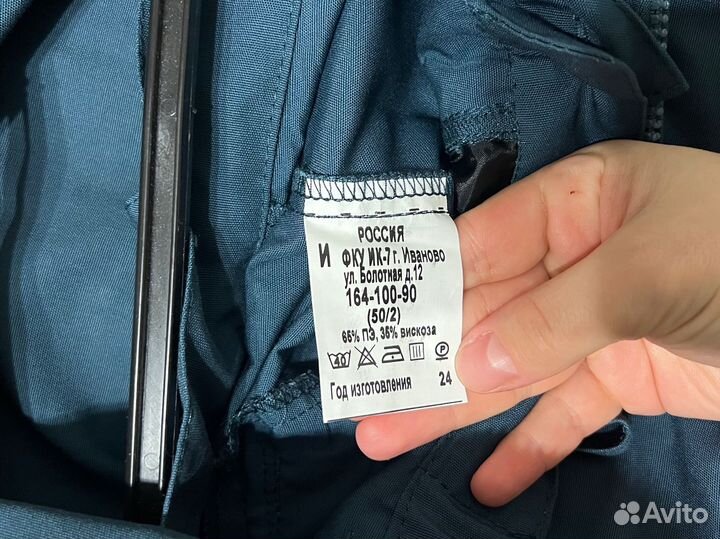 РОССИЯ
И ФКУ ИК-7 г. Иваново
ул. Болотная д.12
164-100-90
(50/2)
65% ПЭ, 35% вискоза
Год изготовления 24
Avito